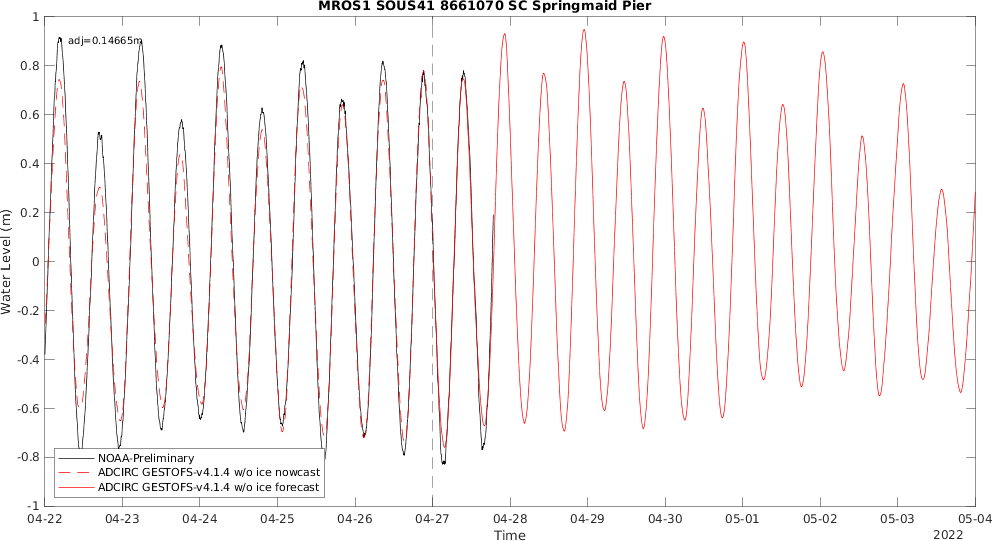 MROS1 SOUS41 8661070 SC Springmaid Pier
adj=0.14665m
1
0.8
0.6
0.4
0.2
0
-0.2
-0.4
-0.6
-0.8
-1
Water Level (m)
NOAA-Preliminary
ADCIRC GESTOFS-v4.1.4 w/o ice nowcast
ADCIRC GESTOFS-v4.1.4 w/o ice forecast
04-22 04-23 04-24 04-25 04-26 04-27 04-28 04-29 04-30 05-01 05-02 05-03 05-04
Time
2022